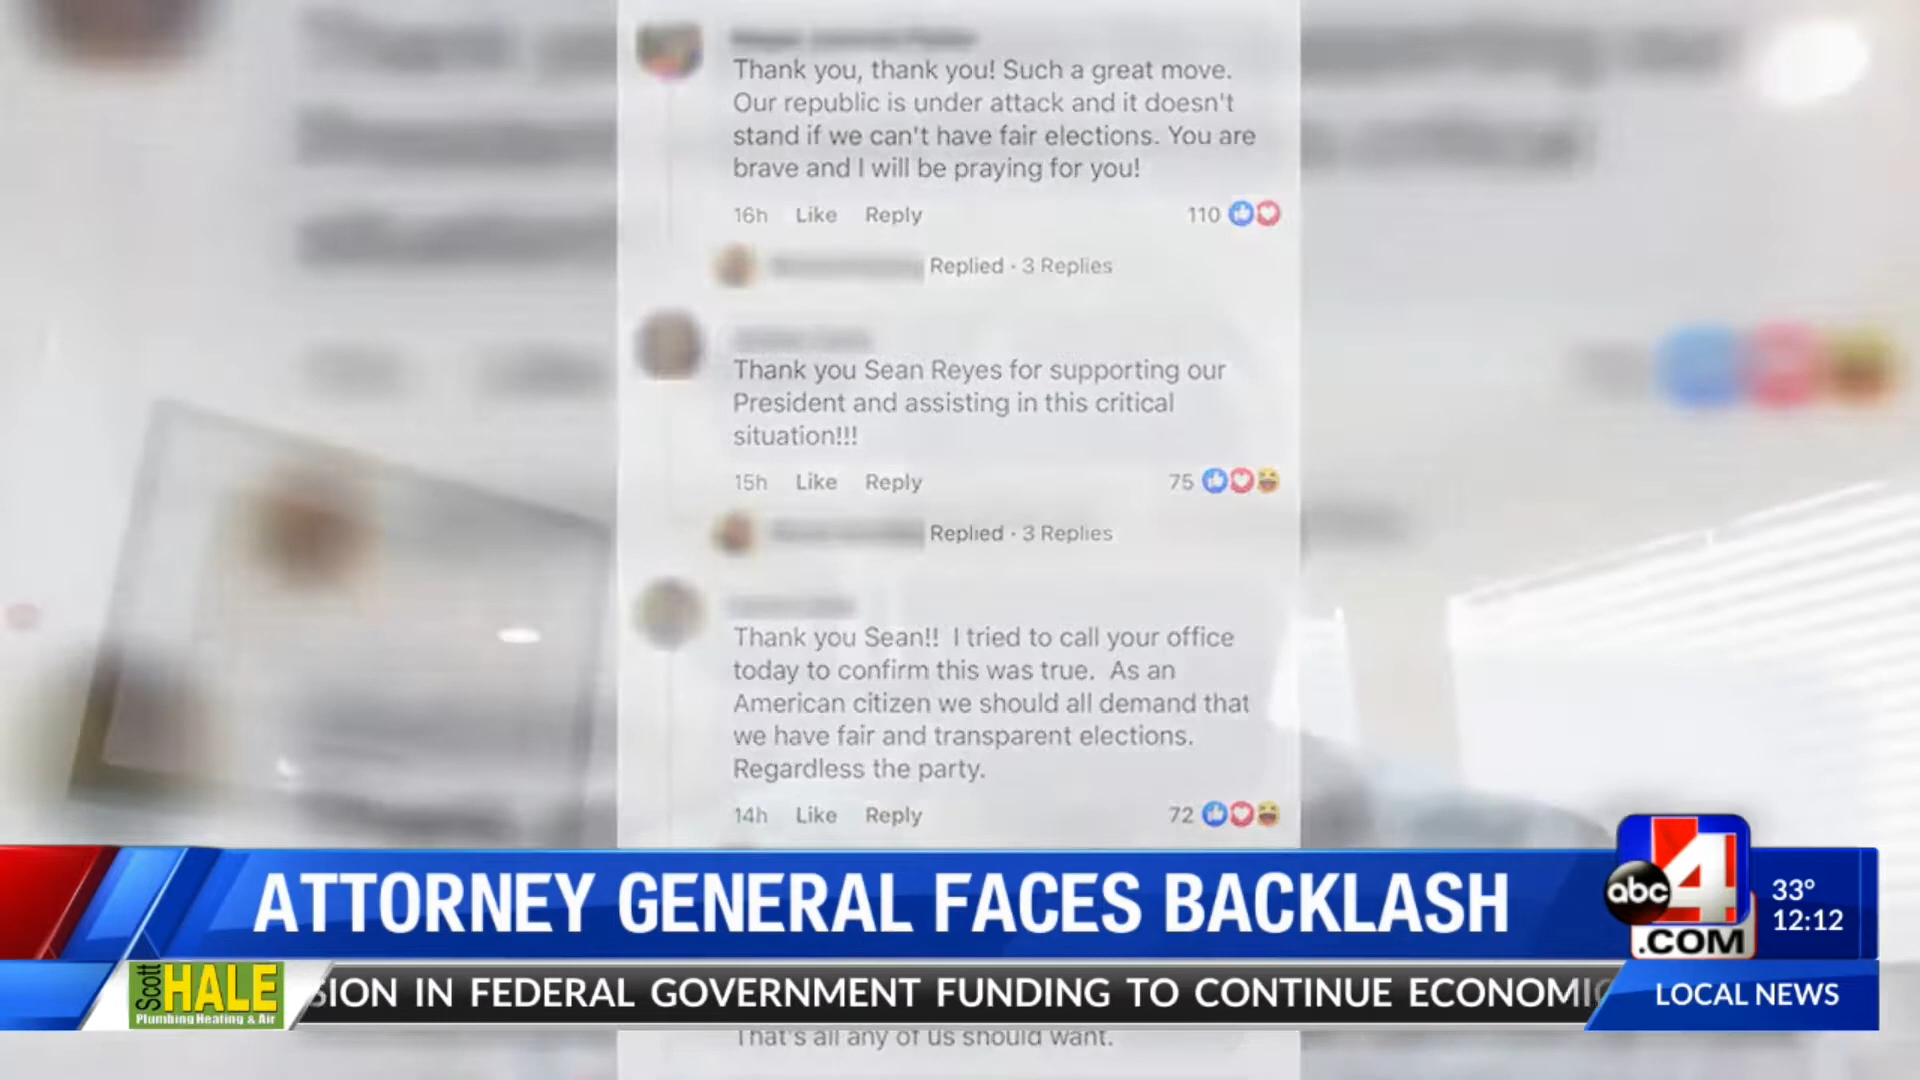 Thank you, thank you! Such a great move.
Our republic is under attack and it doesn't
stand if we can't have fair elections. You are
brave and I will be praying for you!
16h Like Reply 110
Replied · 3 Replies
Thank you Sean Reyes for supporting our
President and assisting in this critical
situation!!!
15h Like Reply 75
Replied · 3 Replies
Thank you Sean!! I tried to call your office
today to confirm this was true. As an
American citizen we should all demand that
we have fair and transparent elections.
Regardless the party.
14h Like Reply 72
ATTORNEY GENERAL FACES BACKLASH
abc 4
.COM
33°
12:12
Scott HALE
Plumbing Heating & Air
SION IN FEDERAL GOVERNMENT FUNDING TO CONTINUE ECONOMIC
LOCAL NEWS
That's all any of us should want.